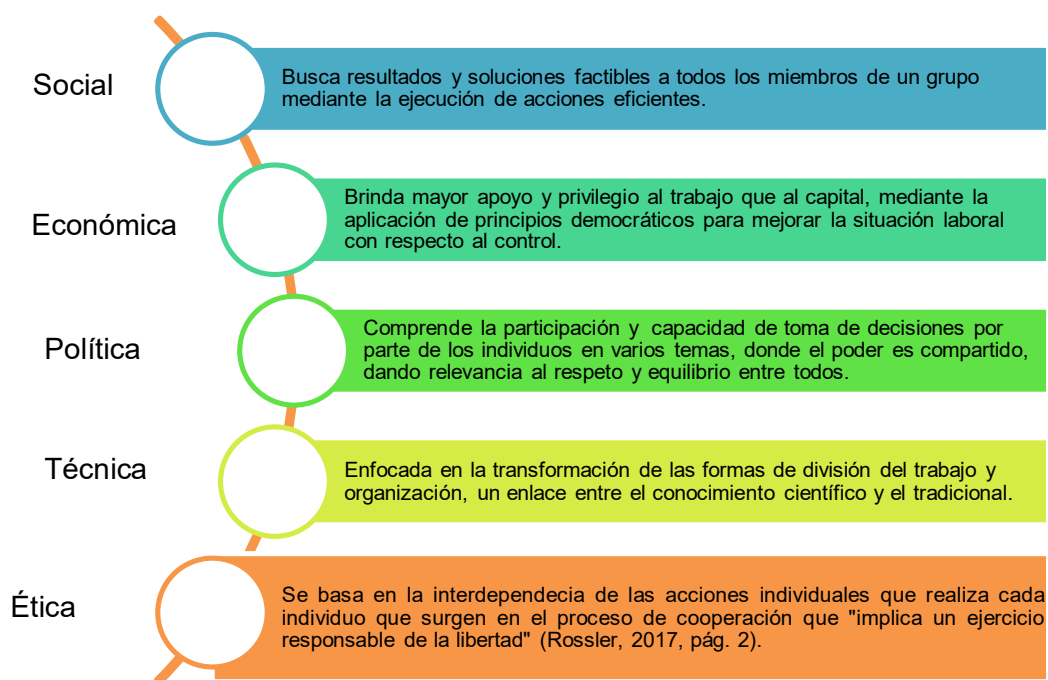 Social
Busca resultados y soluciones factibles a todos los miembros de un grupo
mediante la ejecución de acciones eficientes.
Económica
Brinda mayor apoyo y privilegio al trabajo que al capital, mediante la
aplicación de principios democráticos para mejorar la situación laboral
con respecto al control.
Política
Comprende la participación y capacidad de toma de decisiones por
parte de los individuos en varios temas, donde el poder es compartido,
dando relevancia al respeto y equilibrio entre todos.
Técnica
Enfocada en la transformación de las formas de división del trabajo y
organización, un enlace entre el conocimiento científico y el tradicional.
Ética
Se basa en la interdependecia de las acciones individuales que realiza cada
individuo que surgen en el proceso de cooperación que "implica un ejercicio
responsable de la libertad" (Rossler, 2017, pág. 2).